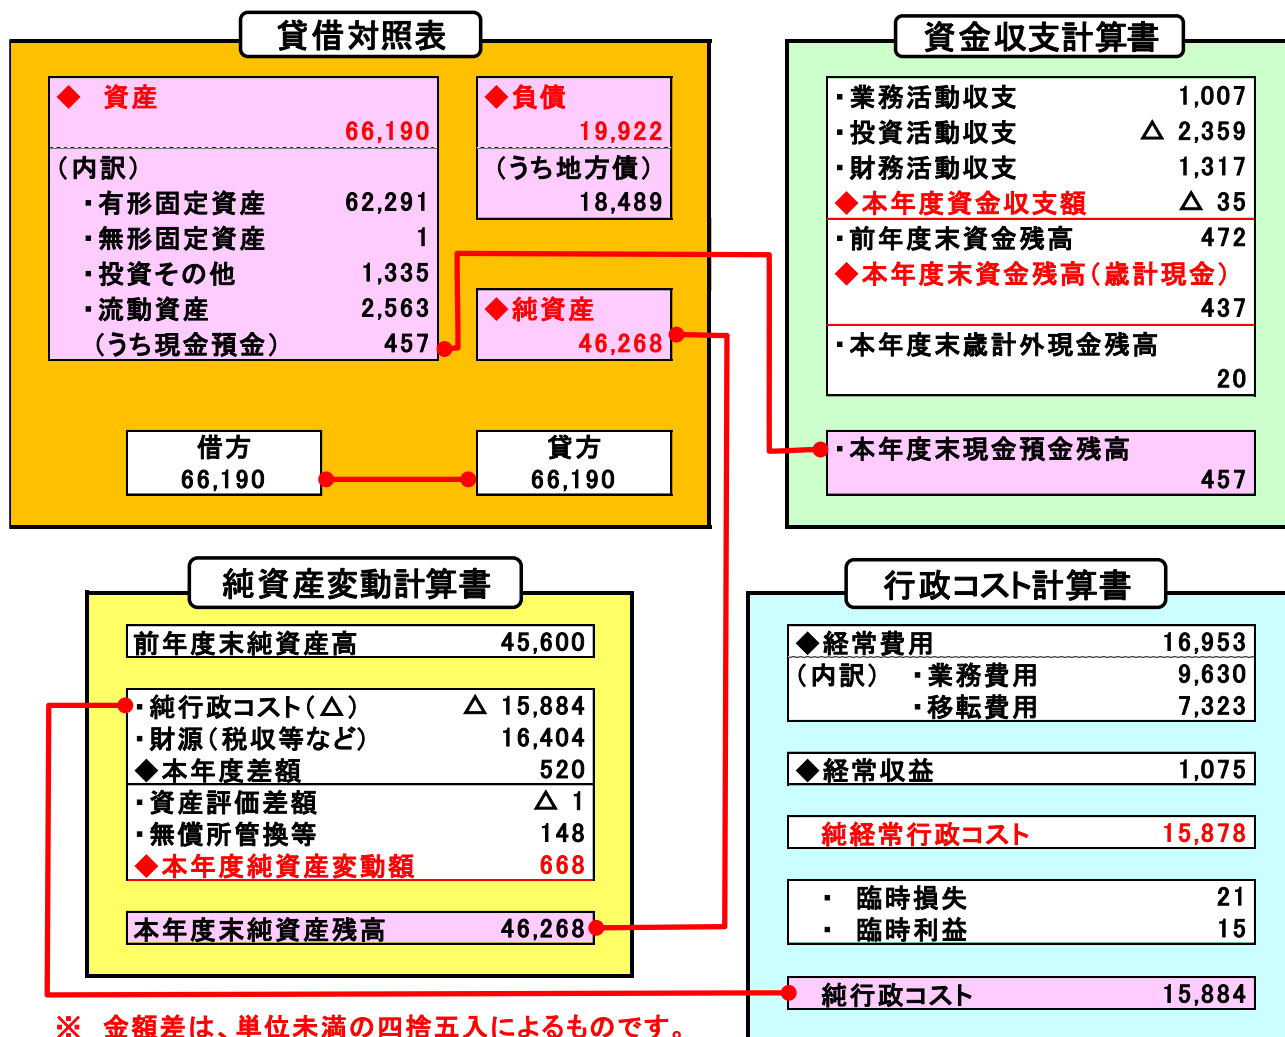 貸借対照表
◆ 資産
66,190
（内訳）
・有形固定資産 62,291
・無形固定資産 1
・投資その他 1,335
・流動資産 2,563
（うち現金預金） 457
◆負債
19,922
（うち地方債）
18,489
◆純資産
46,268
借方
66,190
貸方
66,190
資金収支計算書
・業務活動収支 1,007
・投資活動収支 △ 2,359
・財務活動収支 1,317
◆本年度資金収支額 △ 35
・前年度末資金残高 472
◆本年度末資金残高（歳計現金）
437
・本年度末歳計外現金残高
20
・本年度末現金預金残高
457
純資産変動計算書
前年度末純資産高 45,600
・純行政コスト（△） △ 15,884
・財源（税収等など） 16,404
◆本年度差額 520
・資産評価差額 △ 1
・無償所管換等 148
◆本年度純資産変動額 668
本年度末純資産残高 46,268
行政コスト計算書
◆経常費用 16,953
（内訳） ・業務費用 9,630
・移転費用 7,323
◆経常収益 1,075
純経常行政コスト 15,878
・ 臨時損失 21
・ 臨時利益 15
純行政コスト 15,884
※ 金額差は、単位未満の四捨五入によるものです。